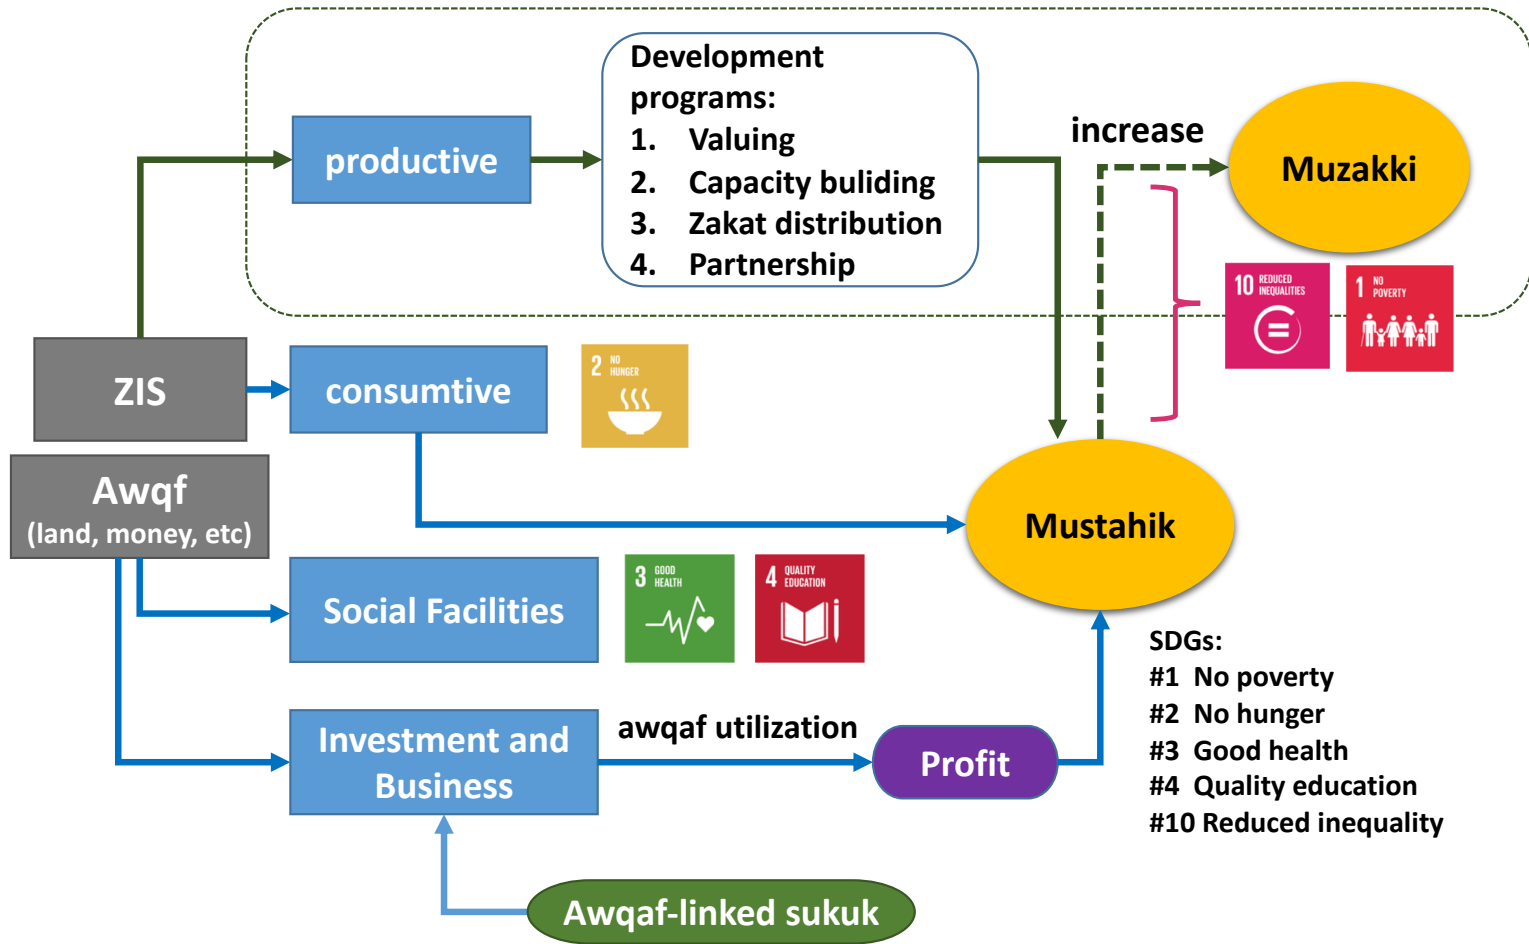 Development
programs:
1. Valuing
2. Capacity buliding
3. Zakat distribution
4. Partnership
productive
increase
Muzakki
10 REDUCED
INEQUALITIES
1 NO
POVERTY
ZIS
consumtive
2 NO
HUNGER
Awqf
(land, money, etc)
Mustahik
Social Facilities
3 GOOD
HEALTH
4 QUALITY
EDUCATION
SDGs:
#1 No poverty
#2 No hunger
#3 Good health
#4 Quality education
#10 Reduced inequality
Investment and
Business
awqaf utilization
Profit
Awqaf-linked sukuk